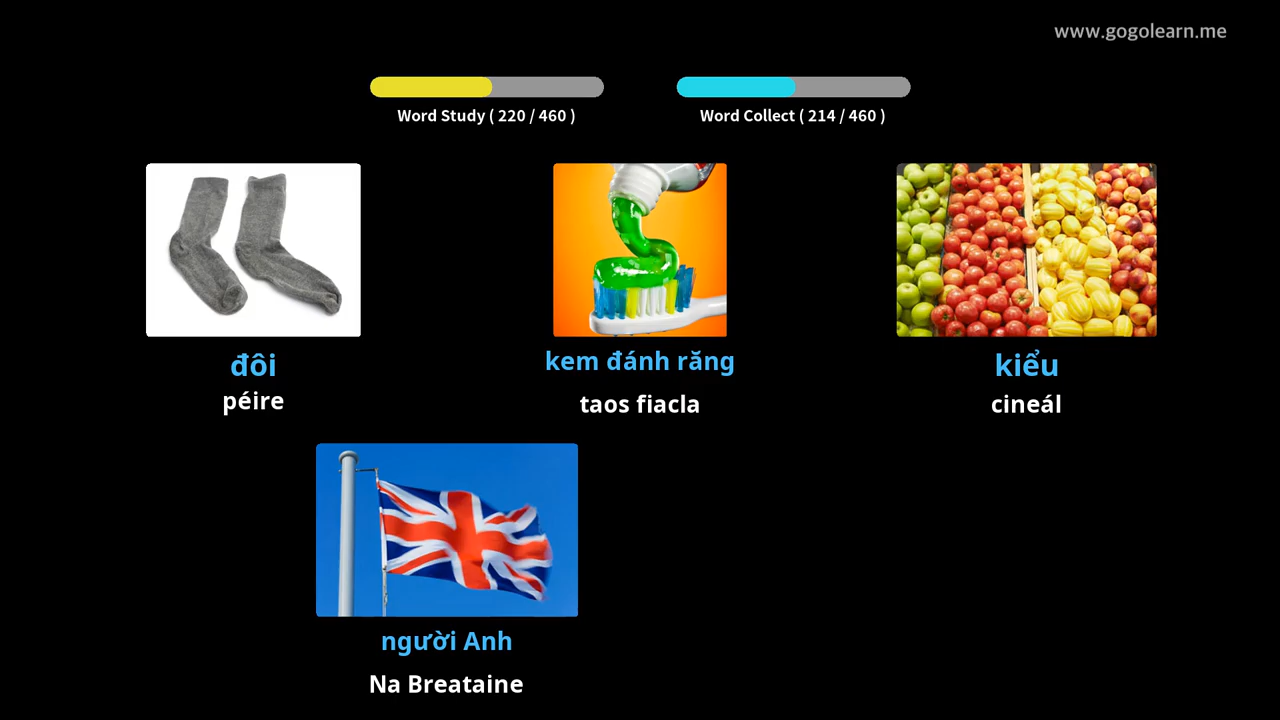 www.gogolearn.me
Word Study ( 220 / 460 )
Word Collect ( 214 / 460 )
đôi
péire
kem đánh răng
taos fiacla
kiểu
cineál
người Anh
Na Breataine